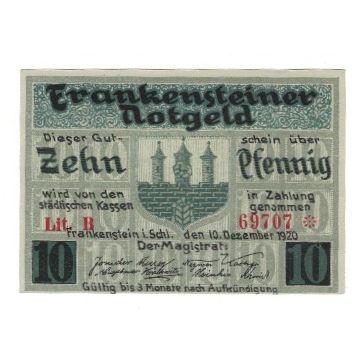 Frankensteiner
Notgeld
Dieser Gut- schein über
Zehn Pfennig
wird von den in Zahlung
städtischen Kassen genommen
Lit. B 69707 *
Frankenstein i. Schl. den 10. Dezember 1920
Der Magistrat:
10 10
Gültig bis 3 Monate nach Aufkündigung